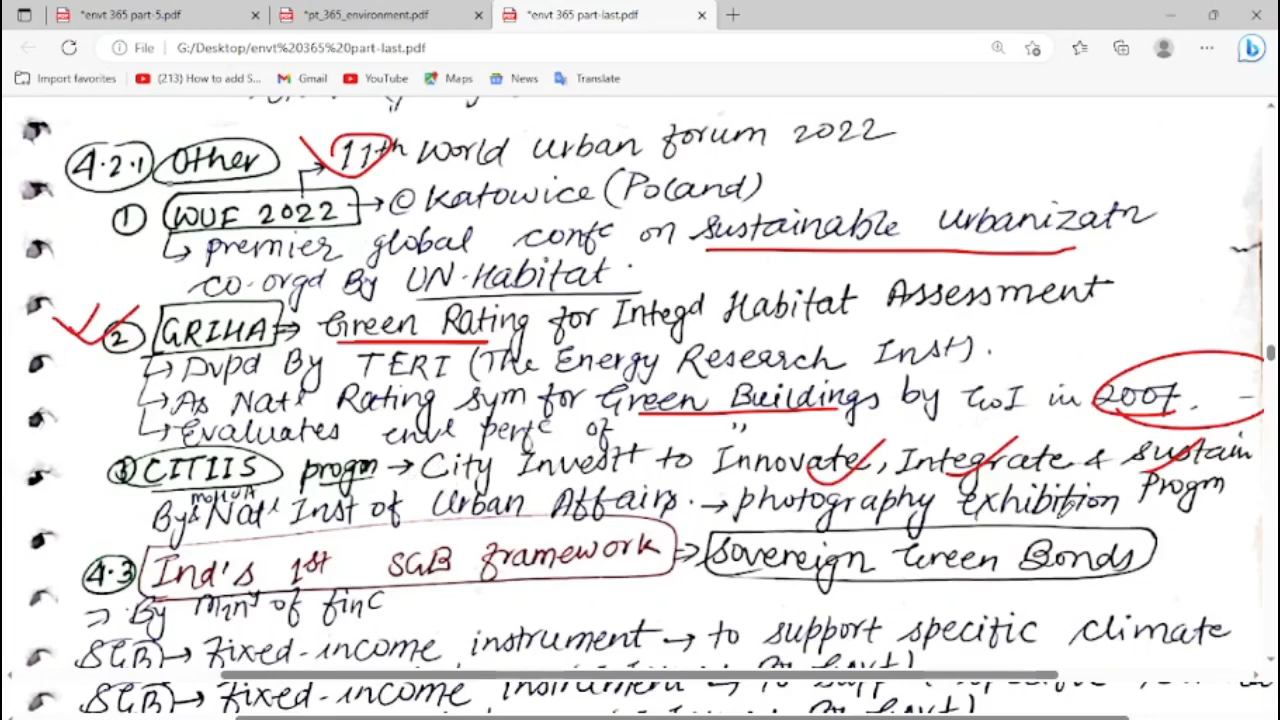 *envt 365 part-5.pdf
*pt_365_environment.pdf
*envt 365 part-last.pdf
File
G:/Desktop/envt%20365%20part-last.pdf
Import favorites
(213) How to add S...
Gmail
YouTube
Maps
News
Translate
4.2.1 Other
11th World Urban forum 2022
① WUF 2022 → @ Katowice (Poland)
↳ premier global confc on sustainable urbanizatn
co-orgd By UN-Habitat.
② GRIHA → Green Rating for Integd Habitat Assessment
↳ Dvpd By TERI (The Energy Research Inst).
↳ As Natl Rating sym for Green Buildings by GoI in 2007.
↳ Evaluates envl perfc of "
③ CITIIS progm → City Investt to Innovate, Integrate & sustain
By & Natl Inst of Urban Affairs. → photography exhibition Progm
MoHUA
4.3 Ind's 1st SGB framework → Sovereign Green Bonds
⇒ By Miny of finc
SGB → Fixed-income instrument → to support specific climate
SGB → Fixed-income instrument